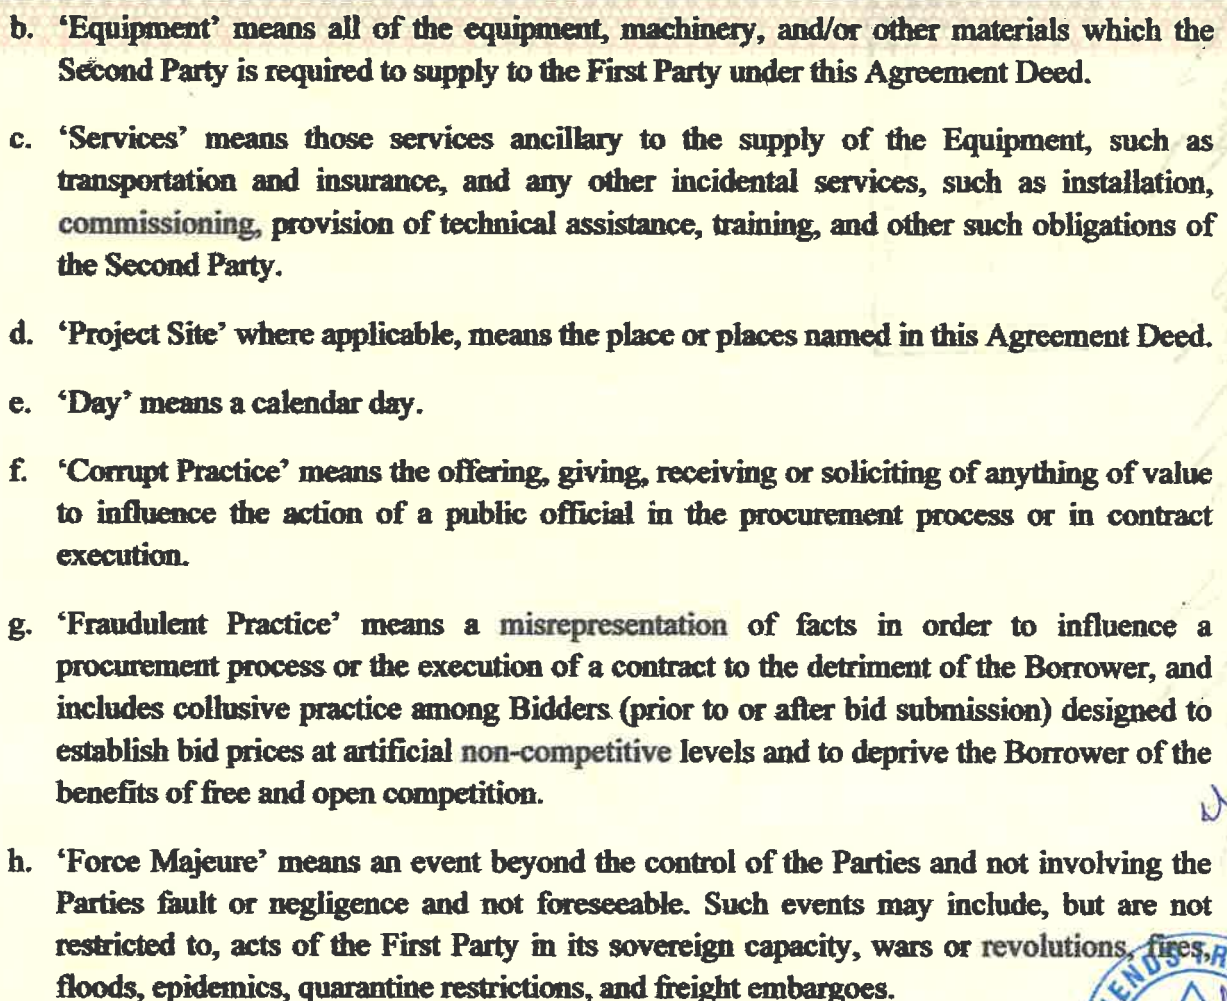 b. ‘Equipment’ means all of the equipment, machinery, and/or other materials which the
Second Party is required to supply to the First Party under this Agreement Deed.
c. ‘Services’ means those services ancillary to the supply of the Equipment, such as
transportation and insurance, and any other incidental services, such as installation,
commissioning, provision of technical assistance, training, and other such obligations of
the Second Party.
d. ‘Project Site’ where applicable, means the place or places named in this Agreement Deed.
e. ‘Day’ means a calendar day.
f. ‘Corrupt Practice’ means the offering, giving, receiving or soliciting of anything of value
to influence the action of a public official in the procurement process or in contract
execution.
g. ‘Fraudulent Practice’ means a misrepresentation of facts in order to influence a
procurement process or the execution of a contract to the detriment of the Borrower, and
includes collusive practice among Bidders (prior to or after bid submission) designed to
establish bid prices at artificial non-competitive levels and to deprive the Borrower of the
benefits of free and open competition.
h. ‘Force Majeure’ means an event beyond the control of the Parties and not involving the
Parties fault or negligence and not foreseeable. Such events may include, but are not
restricted to, acts of the First Party in its sovereign capacity, wars or revolutions, fires,
floods, epidemics, quarantine restrictions, and freight embargoes.